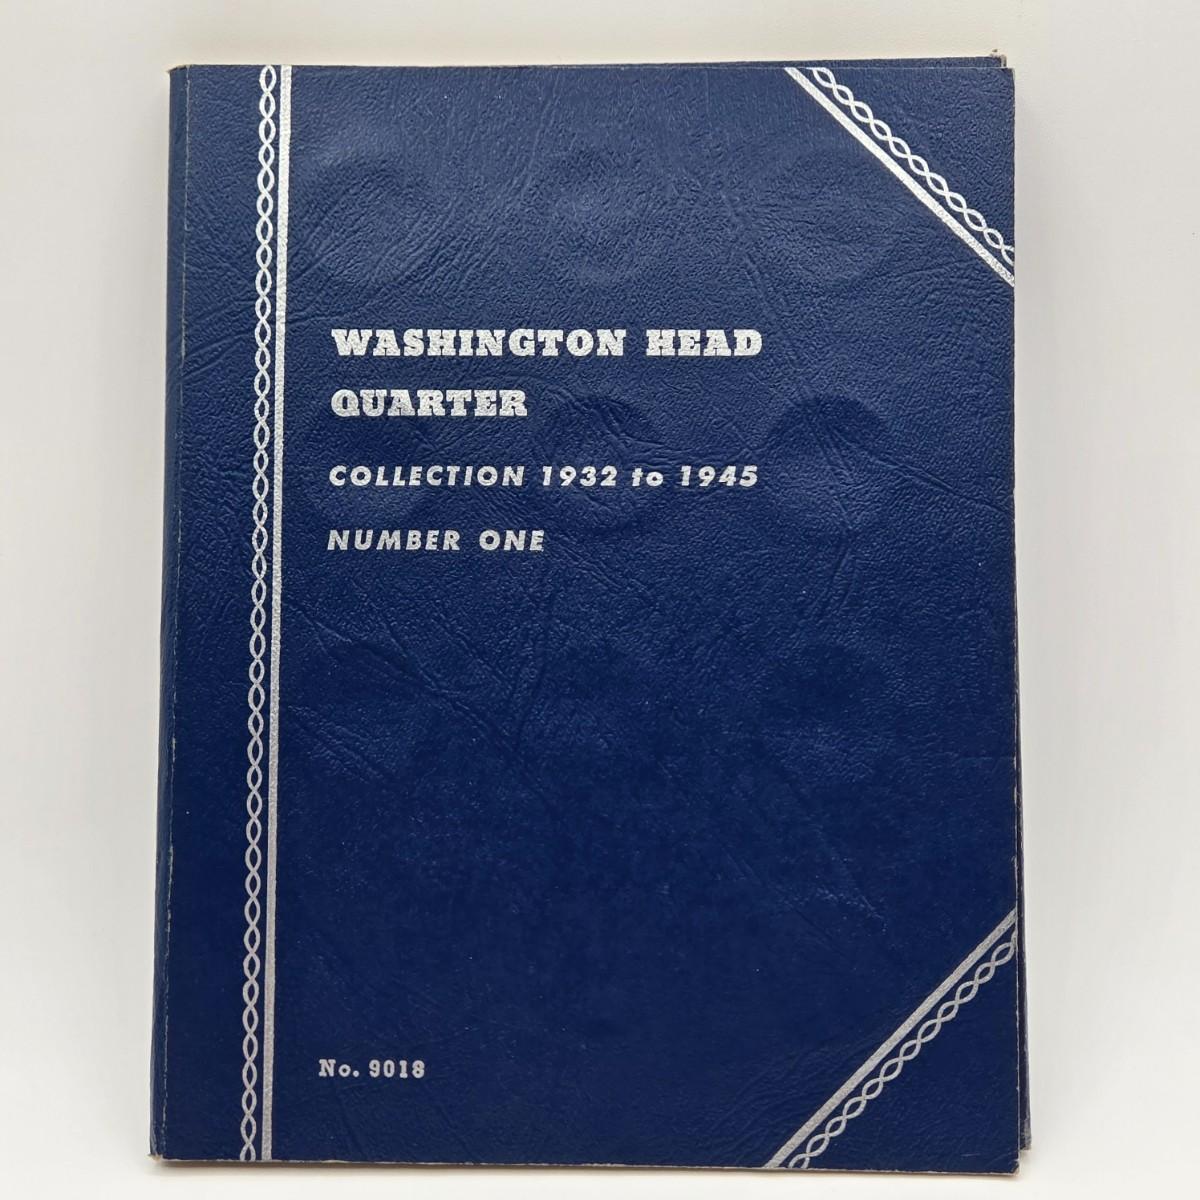 WASHINGTON HEAD
QUARTER
COLLECTION 1932 to 1945
NUMBER ONE
No. 9018